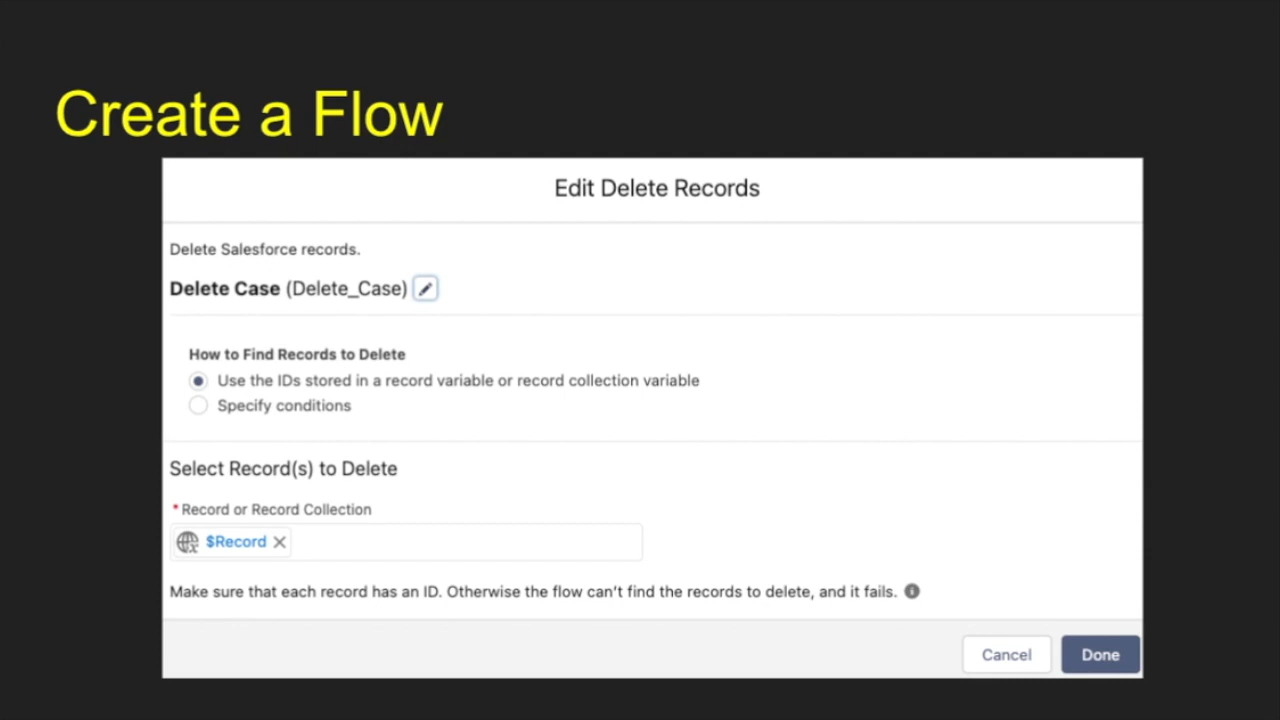 Create a Flow
Edit Delete Records
Delete Salesforce records.
Delete Case (Delete_Case)
How to Find Records to Delete
Use the IDs stored in a record variable or record collection variable
Specify conditions
Select Record(s) to Delete
* Record or Record Collection
$Record
Make sure that each record has an ID. Otherwise the flow can't find the records to delete, and it fails.
Cancel Done